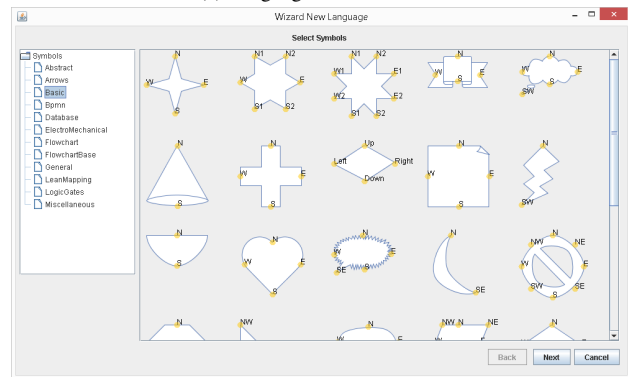 Wizard New Language
Select Symbols
Symbols
Abstract
Arrows
Basic
Bpmn
Database
ElectroMechanical
Flowchart
FlowchartBase
General
LeanMapping
LogicGates
Miscellaneous
N N1 N2 N1 N2 N N
W1 E1
W E W E W E W E
W2 E2 S SW
S S1 S2 S1 S2
N N Up N N
Left Right
W E Down W E
S S S SW
N N N N NW NE
W E W E W E
S SE S SW SE
S SE S
N NW N NW N NE N
W E
Back Next Cancel